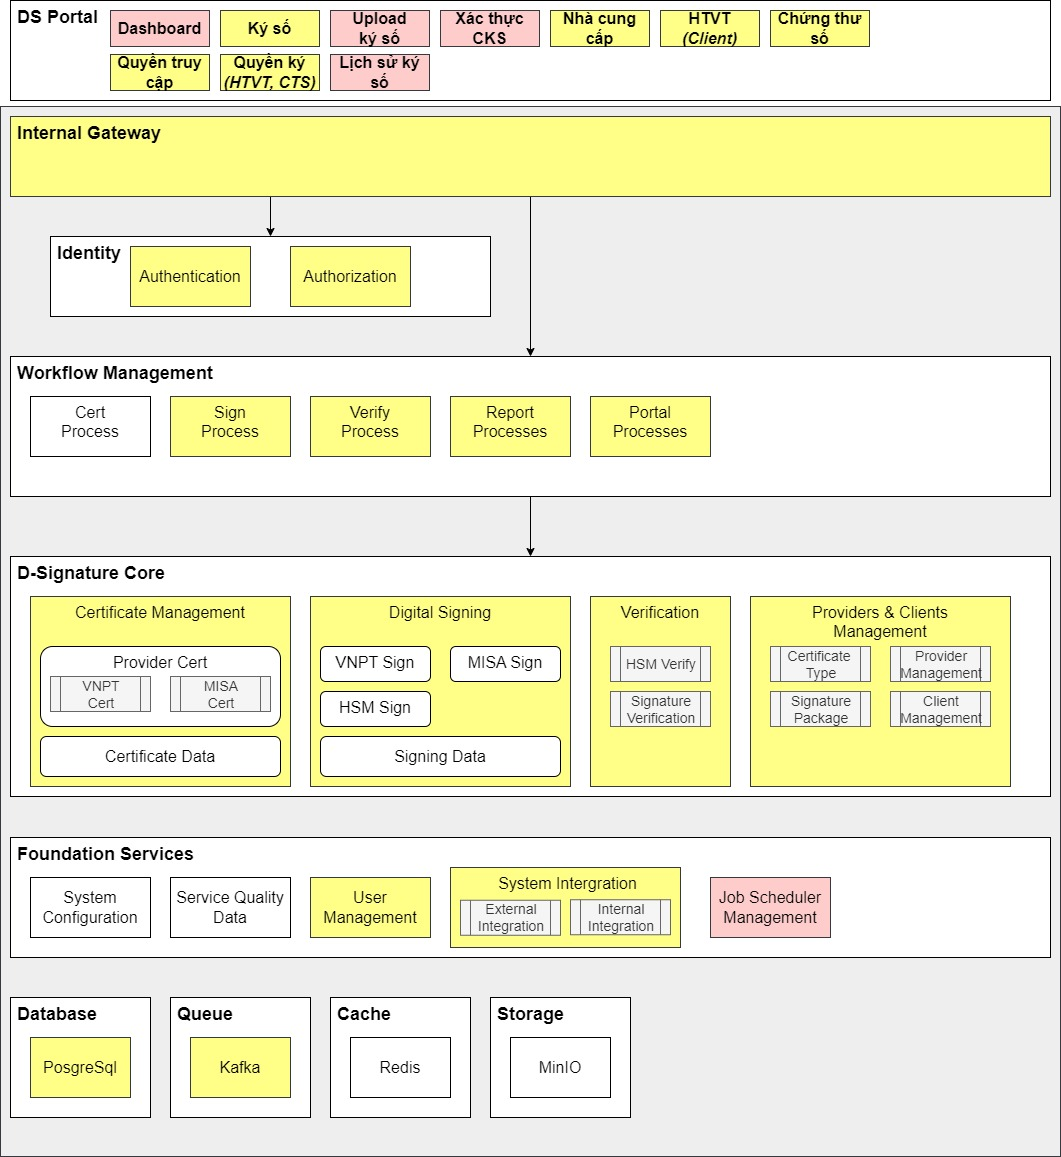 DS Portal
Dashboard
Ký số
Upload
ký số
Xác thực
CKS
Nhà cung
cấp
HTVT
(Client)
Chứng thư
số
Quyền truy
cập
Quyền ký
(HTVT, CTS)
Lịch sử ký
số
Internal Gateway
Identity
Authentication
Authorization
Workflow Management
Cert
Process
Sign
Process
Verify
Process
Report
Processes
Portal
Processes
D-Signature Core
Certificate Management
Provider Cert
VNPT
Cert
MISA
Cert
Certificate Data
Digital Signing
VNPT Sign
MISA Sign
HSM Sign
Signing Data
Verification
HSM Verify
Signature
Verification
Providers & Clients
Management
Certificate
Type
Provider
Management
Signature
Package
Client
Management
Foundation Services
System
Configuration
Service Quality
Data
User
Management
System Intergration
External
Integration
Internal
Integration
Job Scheduler
Management
Database
PosgreSql
Queue
Kafka
Cache
Redis
Storage
MinIO